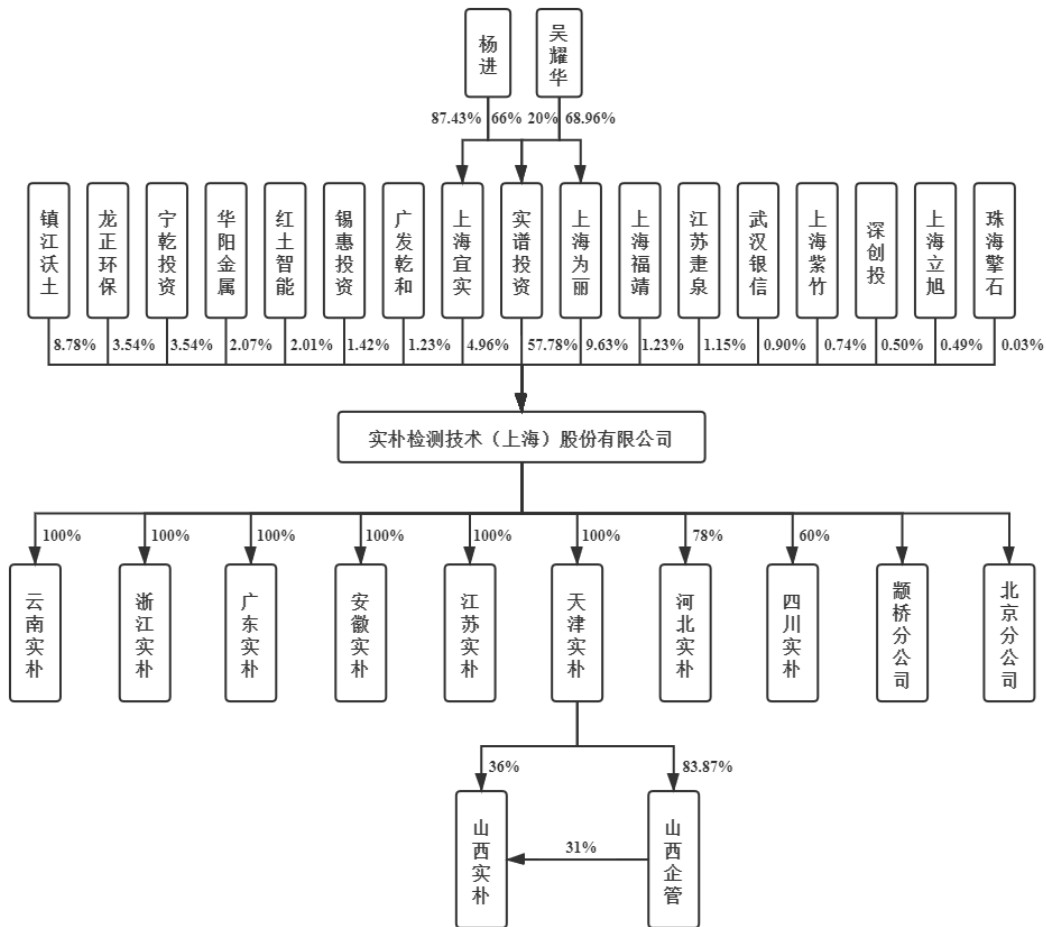 杨进
吴耀华
87.43%
66%
20%
68.96%
镇江沃土
龙正环保
宁乾投资
华阳金属
红土智能
锡惠投资
广发乾和
上海宜实
实谱投资
上海为丽
上海福靖
江苏疌泉
武汉银信
上海紫竹
深创投
上海立旭
珠海擎石
8.78%
3.54%
3.54%
2.07%
2.01%
1.42%
1.23%
4.96%
57.78%
9.63%
1.23%
1.15%
0.90%
0.74%
0.50%
0.49%
0.03%
实朴检测技术（上海）股份有限公司
100%
100%
100%
100%
100%
100%
78%
60%
云南实朴
浙江实朴
广东实朴
安徽实朴
江苏实朴
天津实朴
河北实朴
四川实朴
颛桥分公司
北京分公司
36%
83.87%
山西实朴
31%
山西企管